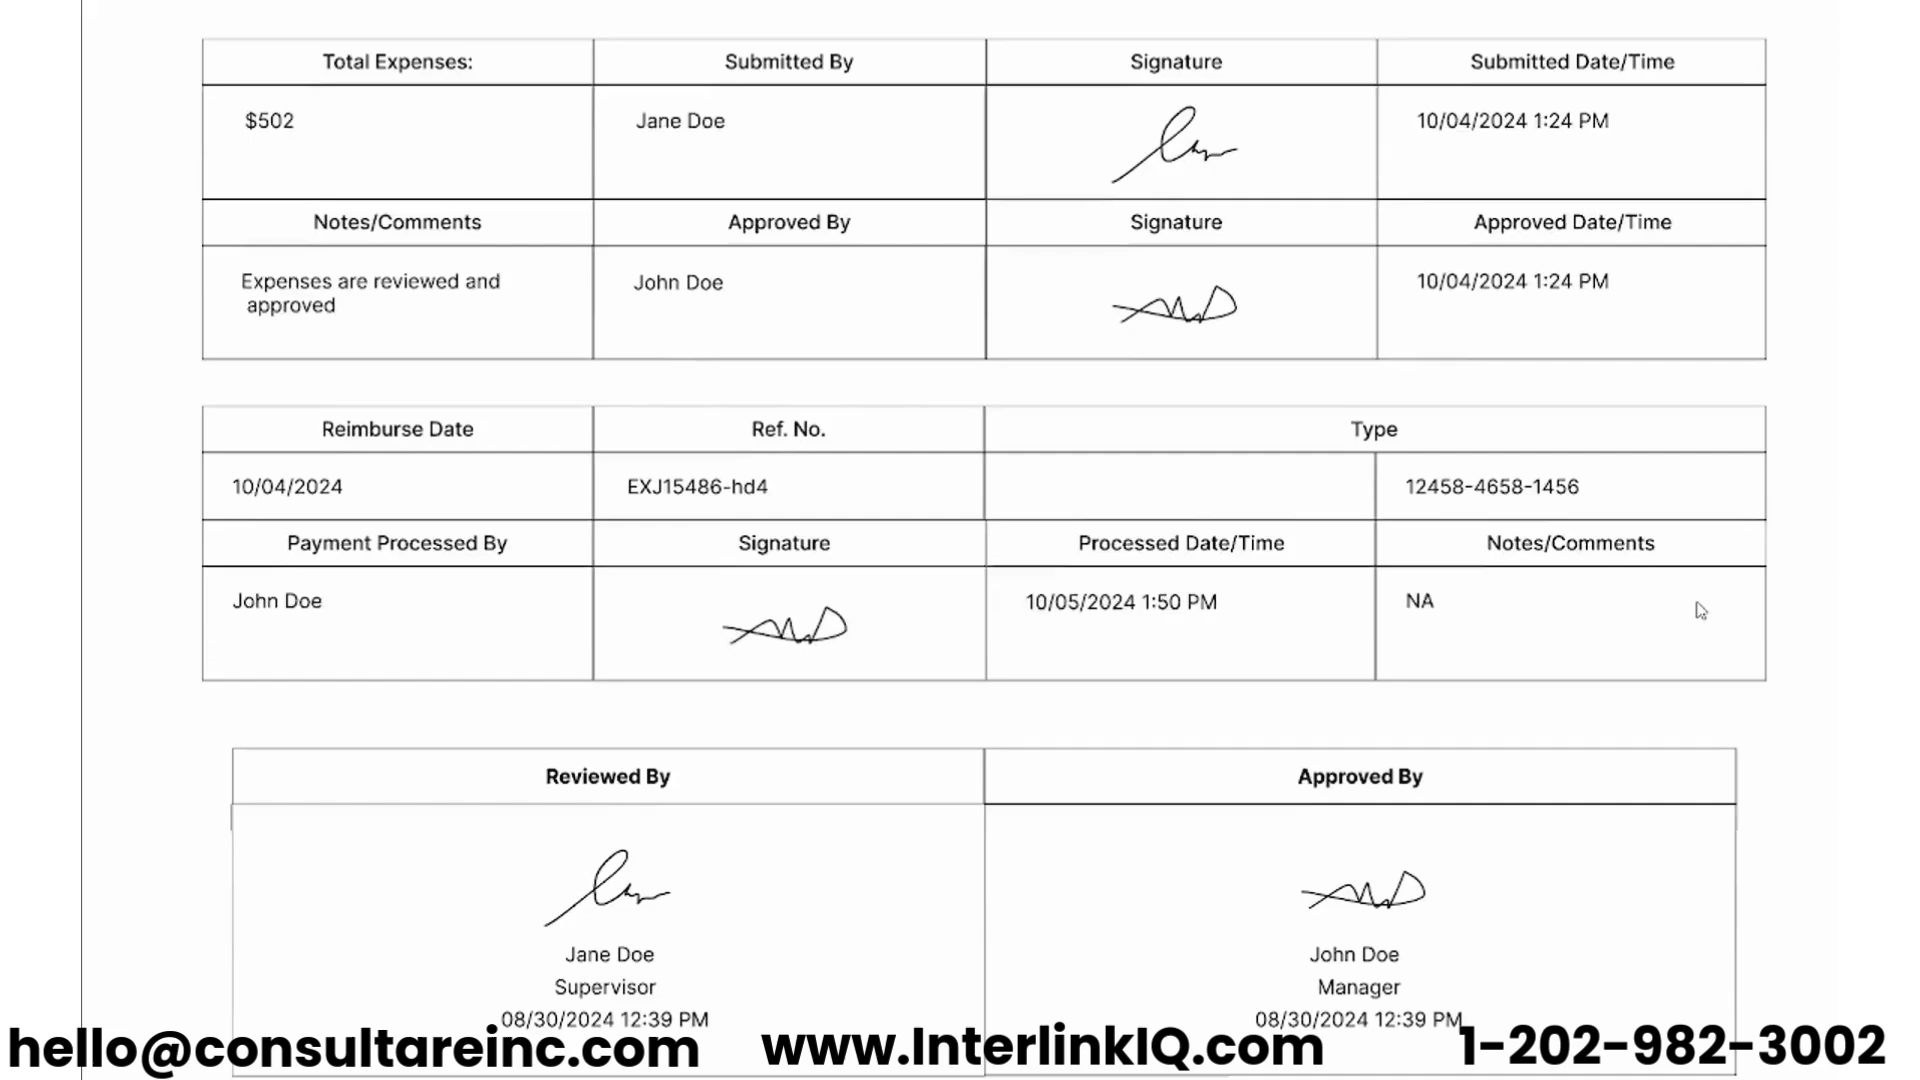 Total Expenses: Submitted By Signature Submitted Date/Time
$502 Jane Doe 10/04/2024 1:24 PM
Notes/Comments Approved By Signature Approved Date/Time
Expenses are reviewed and John Doe 10/04/2024 1:24 PM
approved
Reimburse Date Ref. No. Type
10/04/2024 EXJ15486-hd4 12458-4658-1456
Payment Processed By Signature Processed Date/Time Notes/Comments
John Doe 10/05/2024 1:50 PM NA
Reviewed By Approved By
Jane Doe John Doe
Supervisor Manager
08/30/2024 12:39 PM 08/30/2024 12:39 PM
hello@consultareinc.com www.InterlinkIQ.com 1-202-982-3002